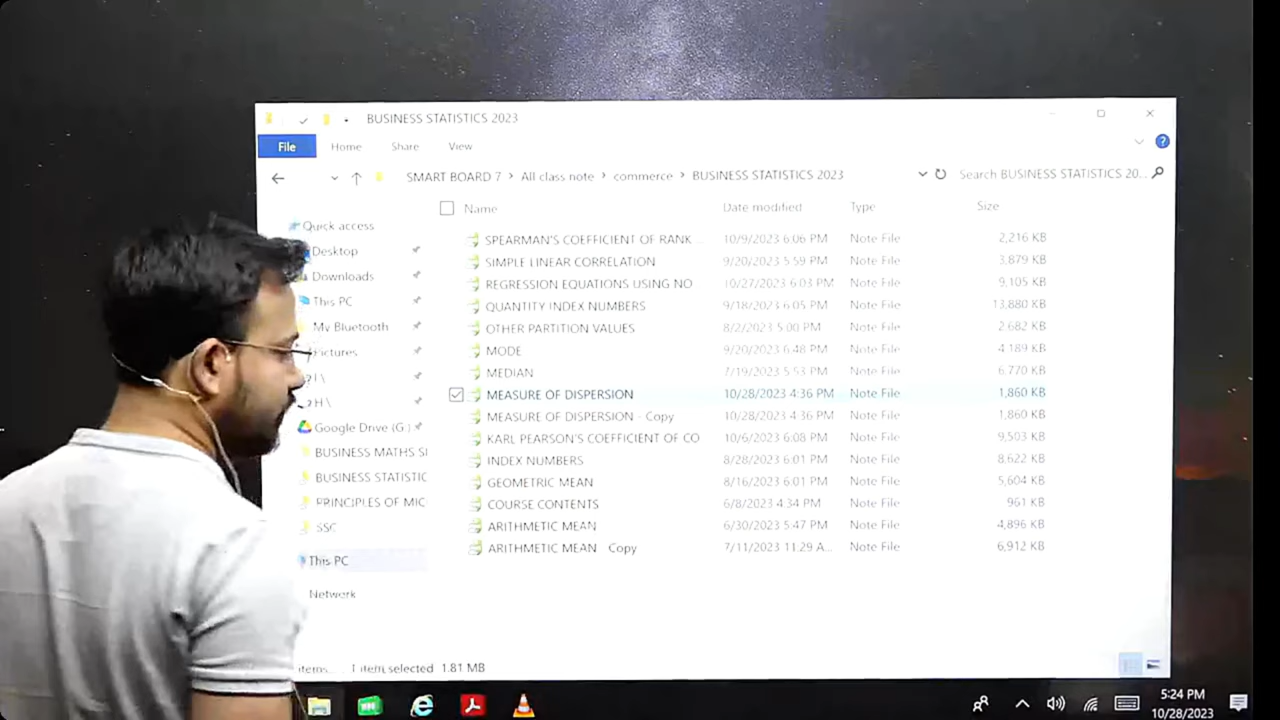 BUSINESS STATISTICS 2023
File Home Share View
SMART BOARD 7 > All class note > commerce > BUSINESS STATISTICS 2023
Search BUSINESS STATISTICS 20...
Name Date modified Type Size
Quick access
Desktop
Downloads
This PC
My Bluetooth
Pictures
I \
H \
Google Drive (G:)
BUSINESS MATHS SI
BUSINESS STATISTIC
PRINCIPLES OF MIC
SSC
This PC
Network
SPEARMAN'S COEFFICIENT OF RANK ... 10/9/2023 6:06 PM Note File 2,216 KB
SIMPLE LINEAR CORRELATION 9/20/2023 5:59 PM Note File 3,879 KB
REGRESSION EQUATIONS USING NO 10/27/2023 6:03 PM Note File 9,105 KB
QUANTITY INDEX NUMBERS 9/18/2023 6:05 PM Note File 13,880 KB
OTHER PARTITION VALUES 8/2/2023 5:00 PM Note File 2,682 KB
MODE 9/20/2023 6:48 PM Note File 4,189 KB
MEDIAN 7/19/2023 5:53 PM Note File 6,770 KB
MEASURE OF DISPERSION 10/28/2023 4:36 PM Note File 1,860 KB
MEASURE OF DISPERSION - Copy 10/28/2023 4:36 PM Note File 1,860 KB
KARL PEARSON'S COEFFICIENT OF CO 10/6/2023 6:08 PM Note File 9,503 KB
INDEX NUMBERS 8/28/2023 6:01 PM Note File 8,622 KB
GEOMETRIC MEAN 8/16/2023 6:01 PM Note File 5,604 KB
COURSE CONTENTS 6/8/2023 4:34 PM Note File 961 KB
ARITHMETIC MEAN 6/30/2023 5:47 PM Note File 4,896 KB
ARITHMETIC MEAN Copy 7/11/2023 11:29 A... Note File 6,912 KB
items 1 item selected 1.81 MB
5:24 PM
10/28/2023